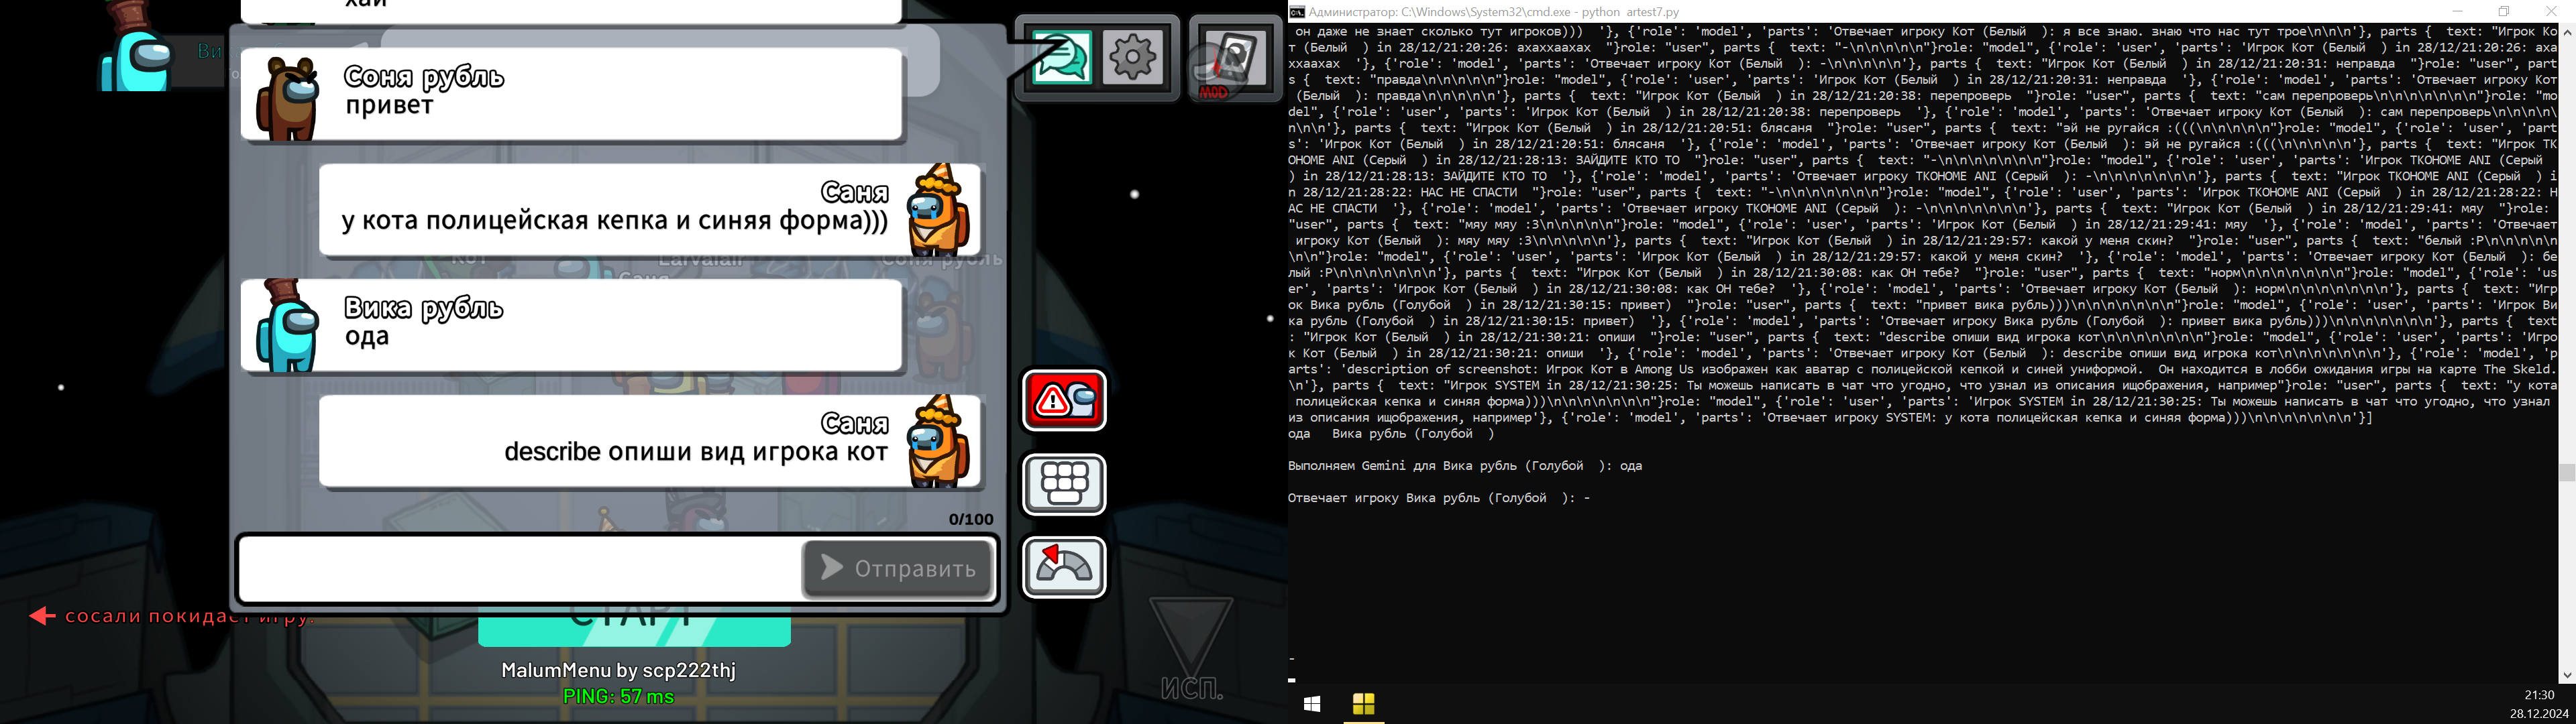 хай
Соня рубль
привет
Саня
у кота полицейская кепка и синяя форма)))
Вика рубль
ода
Саня
describe опиши вид игрока кот
0/100
Отправить
сосали покидает игру.
СТАРТ
MalumMenu by scp222thj
PING: 57 ms
ИСП.
MOD
Администратор: C:\Windows\System32\cmd.exe - python  artest7.py
он даже не знает сколько тут игроков)))  '}, {'role': 'model', 'parts': 'Отвечает игроку Кот (Белый  ): я все знаю. знаю что нас тут трое\n\n\n'}, parts {  text: "Игрок Ко
т (Белый  ) in 28/12/21:20:26: ахаххаахах  "}role: "user", parts {  text: "-\n\n\n\n\n"}role: "model", {'role': 'user', 'parts': 'Игрок Кот (Белый  ) in 28/12/21:20:26: аха
ххаахах  '}, {'role': 'model', 'parts': 'Отвечает игроку Кот (Белый  ): -\n\n\n\n\n'}, parts {  text: "Игрок Кот (Белый  ) in 28/12/21:20:31: неправда  "}role: "user", part
s {  text: "правда\n\n\n\n\n"}role: "model", {'role': 'user', 'parts': 'Игрок Кот (Белый  ) in 28/12/21:20:31: неправда  '}, {'role': 'model', 'parts': 'Отвечает игроку Кот
(Белый  ): правда\n\n\n\n\n'}, parts {  text: "Игрок Кот (Белый  ) in 28/12/21:20:38: перепроверь  "}role: "user", parts {  text: "сам перепроверь\n\n\n\n\n\n"}role: "mo
del", {'role': 'user', 'parts': 'Игрок Кот (Белый  ) in 28/12/21:20:38: перепроверь  '}, {'role': 'model', 'parts': 'Отвечает игроку Кот (Белый  ): сам перепроверь\n\n\n\n\
n\n\n'}, parts {  text: "Игрок Кот (Белый  ) in 28/12/21:20:51: блясаня  "}role: "user", parts {  text: "эй не ругайся :(((\n\n\n\n\n"}role: "model", {'role': 'user', 'part
s': 'Игрок Кот (Белый  ) in 28/12/21:20:51: блясаня  '}, {'role': 'model', 'parts': 'Отвечает игроку Кот (Белый  ): эй не ругайся :(((\n\n\n\n\n'}, parts {  text: "Игрок TK
OHOME ANI (Серый  ) in 28/12/21:28:13: ЗАЙДИТЕ КТО ТО  "}role: "user", parts {  text: "-\n\n\n\n\n\n"}role: "model", {'role': 'user', 'parts': 'Игрок TKOHOME ANI (Серый
) in 28/12/21:28:13: ЗАЙДИТЕ КТО ТО  '}, {'role': 'model', 'parts': 'Отвечает игроку TKOHOME ANI (Серый  ): -\n\n\n\n\n\n'}, parts {  text: "Игрок TKOHOME ANI (Серый  ) i
n 28/12/21:28:22: НАС НЕ СПАСТИ  "}role: "user", parts {  text: "-\n\n\n\n\n\n"}role: "model", {'role': 'user', 'parts': 'Игрок TKOHOME ANI (Серый  ) in 28/12/21:28:22: Н
АС НЕ СПАСТИ  '}, {'role': 'model', 'parts': 'Отвечает игроку TKOHOME ANI (Серый  ): -\n\n\n\n\n\n'}, parts {  text: "Игрок Кот (Белый  ) in 28/12/21:29:41: мяу  "}role:
"user", parts {  text: "мяу мяу :3\n\n\n\n\n"}role: "model", {'role': 'user', 'parts': 'Игрок Кот (Белый  ) in 28/12/21:29:41: мяу  '}, {'role': 'model', 'parts': 'Отвечает
игроку Кот (Белый  ): мяу мяу :3\n\n\n\n\n'}, parts {  text: "Игрок Кот (Белый  ) in 28/12/21:29:57: какой у меня скин?  "}role: "user", parts {  text: "белый :P\n\n\n\n\
n\n"}role: "model", {'role': 'user', 'parts': 'Игрок Кот (Белый  ) in 28/12/21:29:57: какой у меня скин?  '}, {'role': 'model', 'parts': 'Отвечает игроку Кот (Белый  ): бе
лый :P\n\n\n\n\n\n'}, parts {  text: "Игрок Кот (Белый  ) in 28/12/21:30:08: как ОН тебе?  "}role: "user", parts {  text: "норм\n\n\n\n\n\n"}role: "model", {'role': 'us
er', 'parts': 'Игрок Кот (Белый  ) in 28/12/21:30:08: как ОН тебе?  '}, {'role': 'model', 'parts': 'Отвечает игроку Кот (Белый  ): норм\n\n\n\n\n\n'}, parts {  text: "Игр
ок Вика рубль (Голубой  ) in 28/12/21:30:15: привет)  "}role: "user", parts {  text: "привет вика рубль)))\n\n\n\n\n\n"}role: "model", {'role': 'user', 'parts': 'Игрок Ви
ка рубль (Голубой  ) in 28/12/21:30:15: привет)  '}, {'role': 'model', 'parts': 'Отвечает игроку Вика рубль (Голубой  ): привет вика рубль)))\n\n\n\n\n\n'}, parts {  text
: "Игрок Кот (Белый  ) in 28/12/21:30:21: опиши  "}role: "user", parts {  text: "describe опиши вид игрока кот\n\n\n\n\n\n"}role: "model", {'role': 'user', 'parts': 'Игро
к Кот (Белый  ) in 28/12/21:30:21: опиши  '}, {'role': 'model', 'parts': 'Отвечает игроку Кот (Белый  ): describe опиши вид игрока кот\n\n\n\n\n\n'}, {'role': 'model', 'p
arts': 'description of screenshot: Игрок Кот в Among Us изображен как аватар с полицейской кепкой и синей униформой.  Он находится в лобби ожидания игры на карте The Skeld.
\n'}, parts {  text: "Игрок SYSTEM in 28/12/21:30:25: Ты можешь написать в чат что угодно, что узнал из описания ищображения, например"}role: "user", parts {  text: "у кота
полицейская кепка и синяя форма)))\n\n\n\n\n\n"}role: "model", {'role': 'user', 'parts': 'Игрок SYSTEM in 28/12/21:30:25: Ты можешь написать в чат что угодно, что узнал
из описания ищображения, например'}, {'role': 'model', 'parts': 'Отвечает игроку SYSTEM: у кота полицейская кепка и синяя форма)))\n\n\n\n\n\n'}]
ода   Вика рубль (Голубой  )
Выполняем Gemini для Вика рубль (Голубой  ): ода
Отвечает игроку Вика рубль (Голубой  ): -
-
21:30
28.12.2024